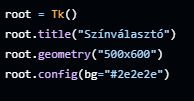 root = Tk()
root.title("Színválasztó")
root.geometry("500x600")
root.config(bg="#2e2e2e")